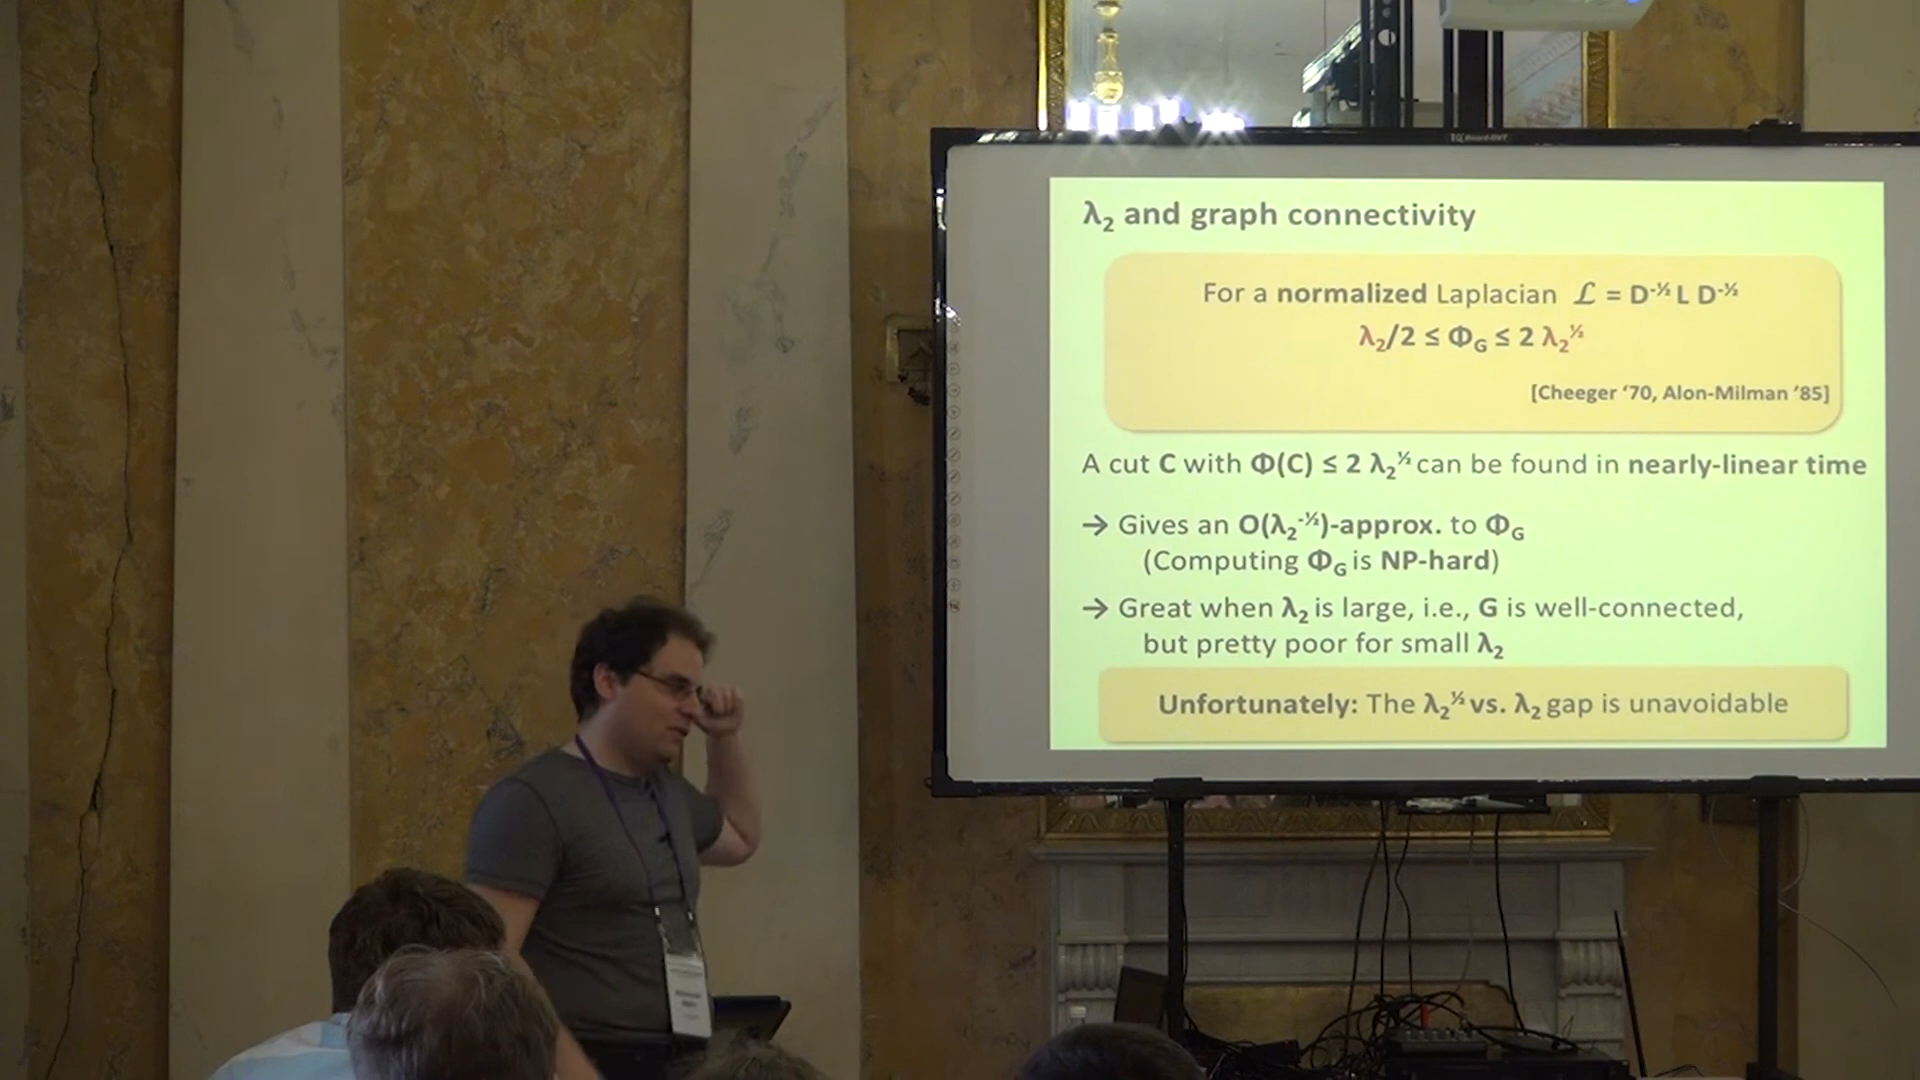 λ₂ and graph connectivity
For a normalized Laplacian ℒ = D⁻½ L D⁻½
λ₂/2 ≤ Φ_G ≤ 2 λ₂^½
[Cheeger ‘70, Alon-Milman ’85]
A cut C with Φ(C) ≤ 2 λ₂^½ can be found in nearly-linear time
→ Gives an O(λ₂^-½)-approx. to Φ_G
(Computing Φ_G is NP-hard)
→ Great when λ₂ is large, i.e., G is well-connected,
but pretty poor for small λ₂
Unfortunately: The λ₂^½ vs. λ₂ gap is unavoidable